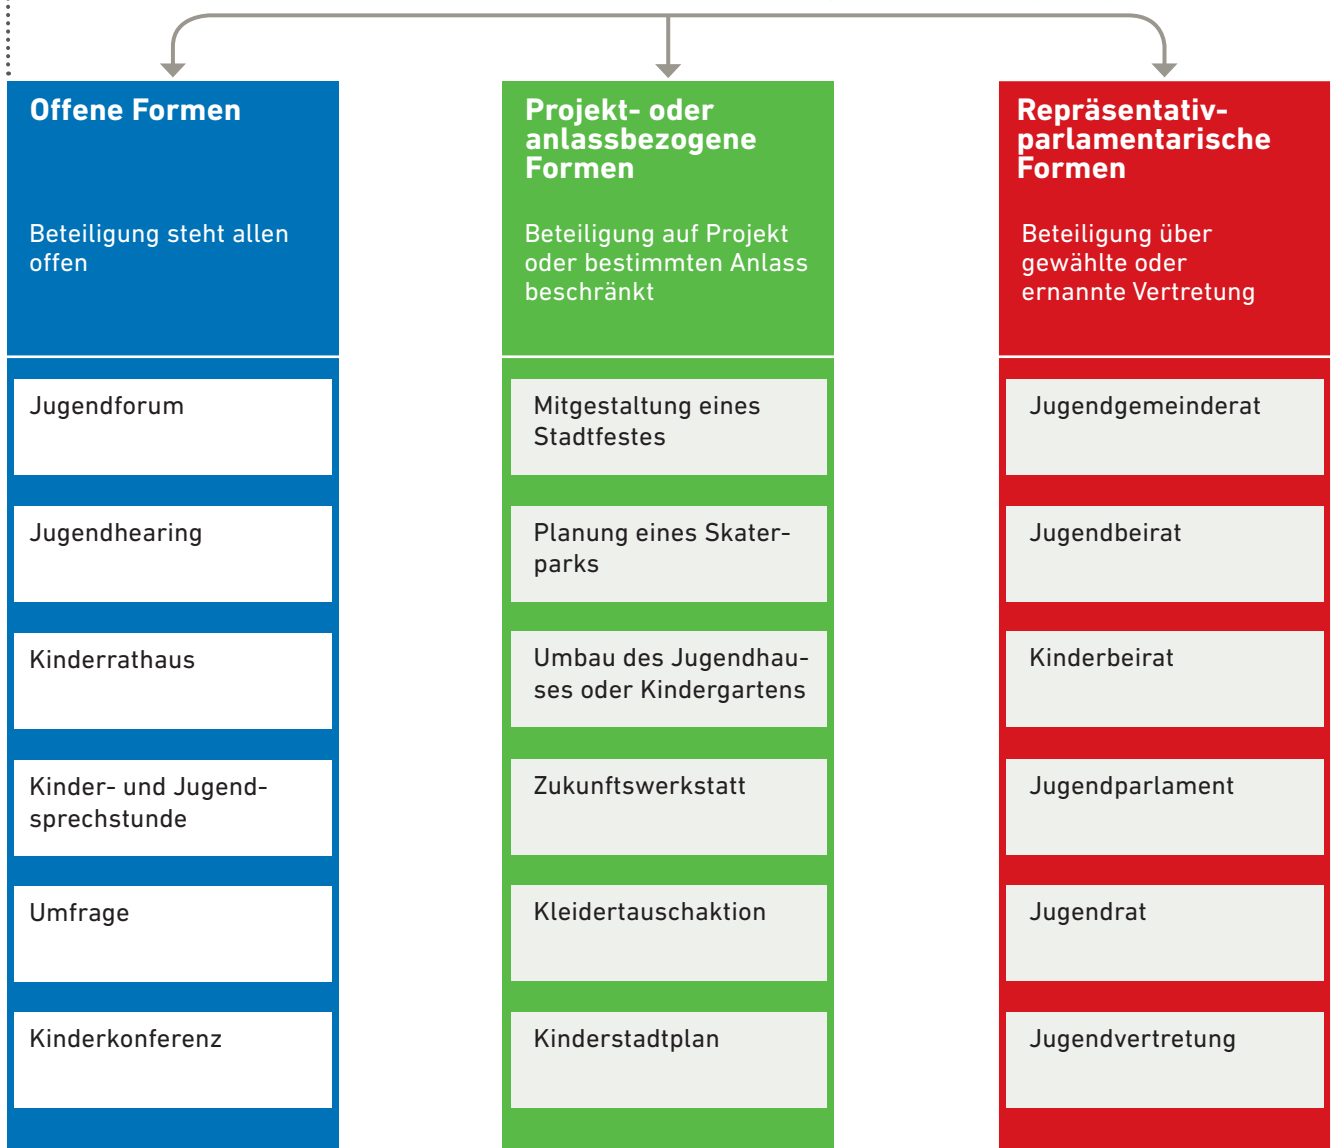 Offene Formen
Beteiligung steht allen
offen
Jugendforum
Jugendhearing
Kinderrathaus
Kinder- und Jugend-
sprechstunde
Umfrage
Kinderkonferenz
Projekt- oder
anlassbezogene
Formen
Beteiligung auf Projekt
oder bestimmten Anlass
beschränkt
Mitgestaltung eines
Stadtfestes
Planung eines Skater-
parks
Umbau des Jugendhau-
ses oder Kindergartens
Zukunftswerkstatt
Kleidertauschaktion
Kinderstadtplan
Repräsentativ-
parlamentarische
Formen
Beteiligung über
gewählte oder
ernannte Vertretung
Jugendgemeinderat
Jugendbeirat
Kinderbeirat
Jugendparlament
Jugendrat
Jugendvertretung